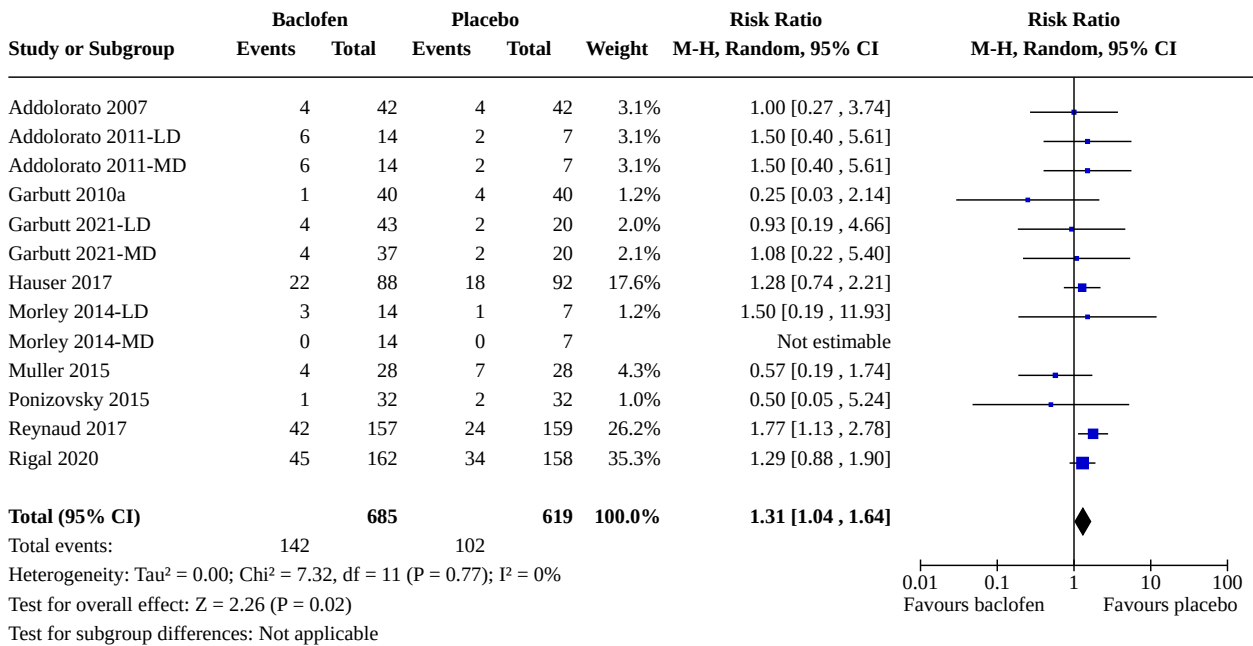 Baclofen Placebo Risk Ratio Risk Ratio
Study or Subgroup Events Total Events Total Weight M-H, Random, 95% CI M-H, Random, 95% CI
Addolorato 2007 4 42 4 42 3.1% 1.00 [0.27 , 3.74]
Addolorato 2011-LD 6 14 2 7 3.1% 1.50 [0.40 , 5.61]
Addolorato 2011-MD 6 14 2 7 3.1% 1.50 [0.40 , 5.61]
Garbutt 2010a 1 40 4 40 1.2% 0.25 [0.03 , 2.14]
Garbutt 2021-LD 4 43 2 20 2.0% 0.93 [0.19 , 4.66]
Garbutt 2021-MD 4 37 2 20 2.1% 1.08 [0.22 , 5.40]
Hauser 2017 22 88 18 92 17.6% 1.28 [0.74 , 2.21]
Morley 2014-LD 3 14 1 7 1.2% 1.50 [0.19 , 11.93]
Morley 2014-MD 0 14 0 7 Not estimable
Muller 2015 4 28 7 28 4.3% 0.57 [0.19 , 1.74]
Ponizovsky 2015 1 32 2 32 1.0% 0.50 [0.05 , 5.24]
Reynaud 2017 42 157 24 159 26.2% 1.77 [1.13 , 2.78]
Rigal 2020 45 162 34 158 35.3% 1.29 [0.88 , 1.90]
Total (95% CI) 685 619 100.0% 1.31 [1.04 , 1.64]
Total events: 142 102
Heterogeneity: Tau² = 0.00; Chi² = 7.32, df = 11 (P = 0.77); I² = 0%
Test for overall effect: Z = 2.26 (P = 0.02)
Test for subgroup differences: Not applicable
0.01 0.1 1 10 100
Favours baclofen Favours placebo